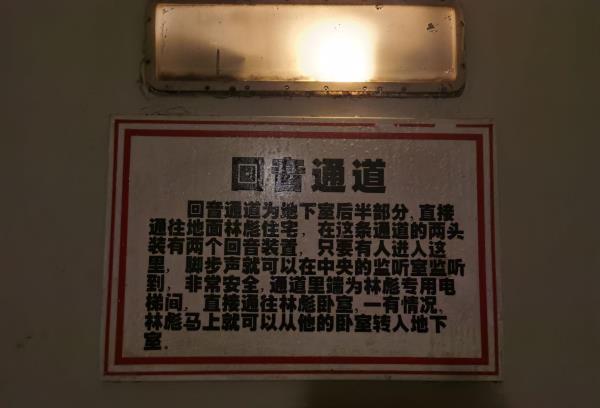 回音通道
回音通道为地下室后半部分,直接
通往地面林彪住宅,在这条通道的两头
装有两个回音装置,只要有人进入这
里,脚步声就可以在中央的监听室监听
到,非常安全,通道里端为林彪专用电
梯间,直接通往林彪卧室,一有情况,
林彪马上就可以从他的卧室转入地下
室.